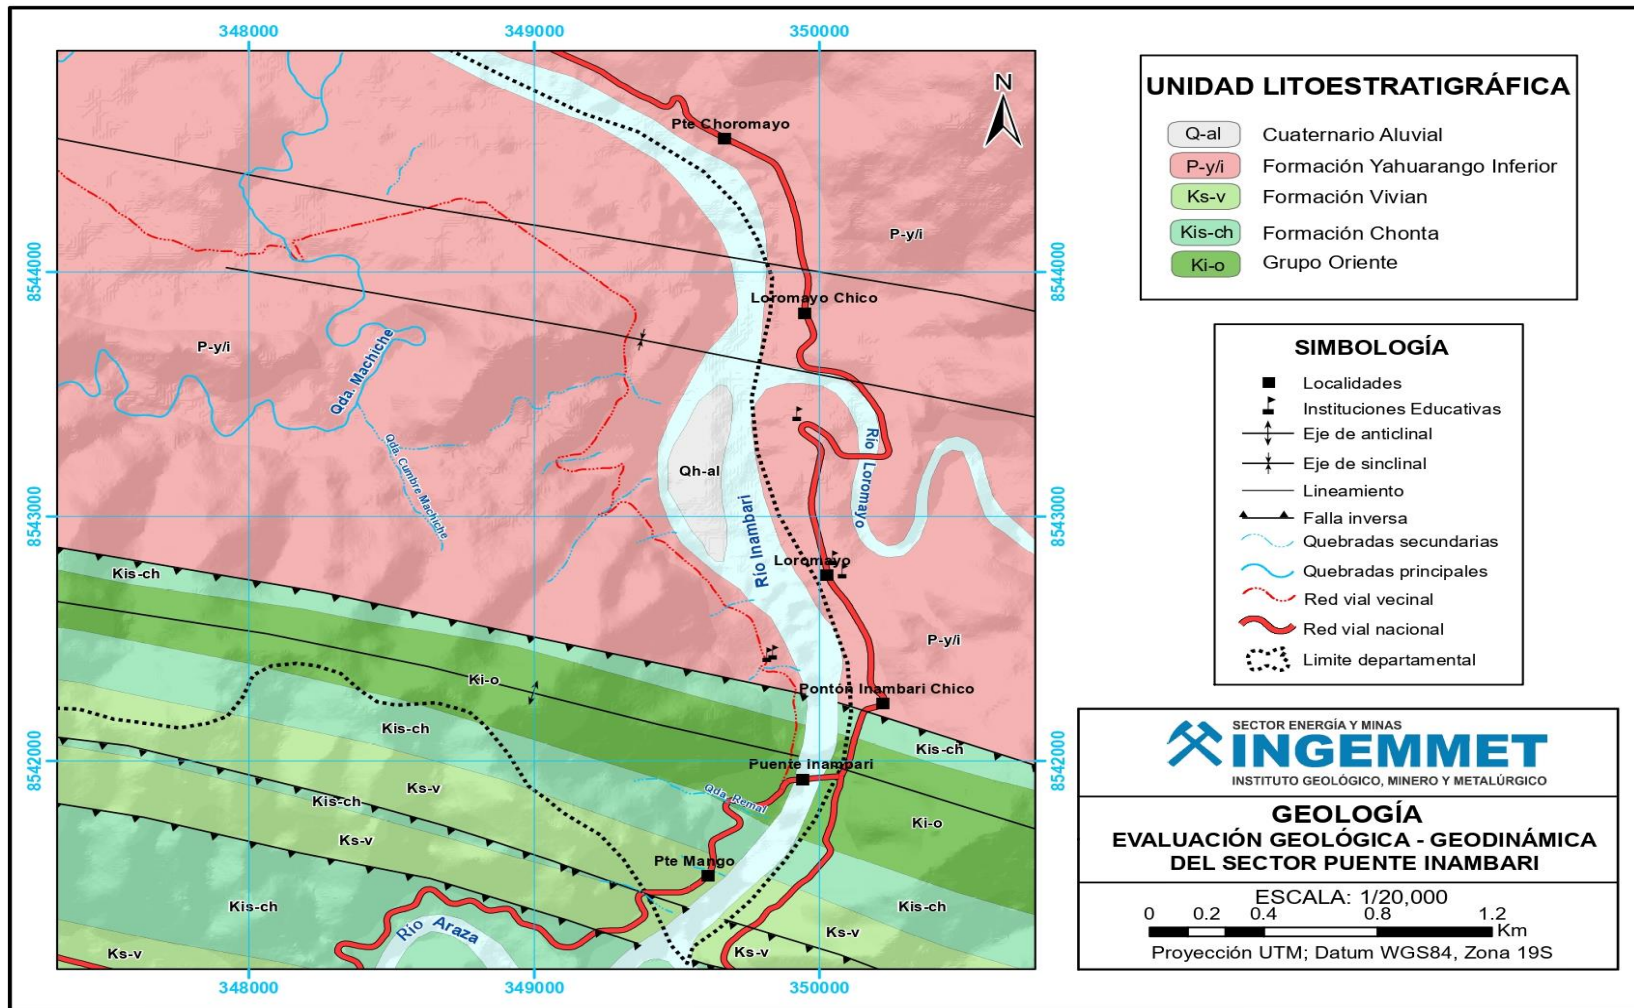 348000
349000
350000
N
Pte Choromayo
P-y/i
8544000
8544000
Loromayo Chico
P-y/i
Qda. Machiche
Qda. Cumbre Machiche
Río Loromayo
Qh-al
Río Inambari
8543000
8543000
Loromayo
Kis-ch
P-y/i
Ki-o
Pontón Inambari Chico
Kis-ch
Kis-ch
8542000
8542000
Puente Inambari
Ks-v
Qda. Remal
Kis-ch
Ki-o
Ks-v
Pte Mango
Kis-ch
Kis-ch
Río Araza
Ks-v
Ks-v
Ks-v
348000
349000
350000
UNIDAD LITOESTRATIGRÁFICA
Q-al Cuaternario Aluvial
P-y/i Formación Yahuarango Inferior
Ks-v Formación Vivian
Kis-ch Formación Chonta
Ki-o Grupo Oriente
SIMBOLOGÍA
Localidades
Instituciones Educativas
Eje de anticlinal
Eje de sinclinal
Lineamiento
Falla inversa
Quebradas secundarias
Quebradas principales
Red vial vecinal
Red vial nacional
Limite departamental
SECTOR ENERGÍA Y MINAS
INGEMMET
INSTITUTO GEOLÓGICO, MINERO Y METALÚRGICO
GEOLOGÍA
EVALUACIÓN GEOLÓGICA - GEODINÁMICA
DEL SECTOR PUENTE INAMBARI
ESCALA: 1/20,000
0 0.2 0.4 0.8 1.2
Km
Proyección UTM; Datum WGS84, Zona 19S